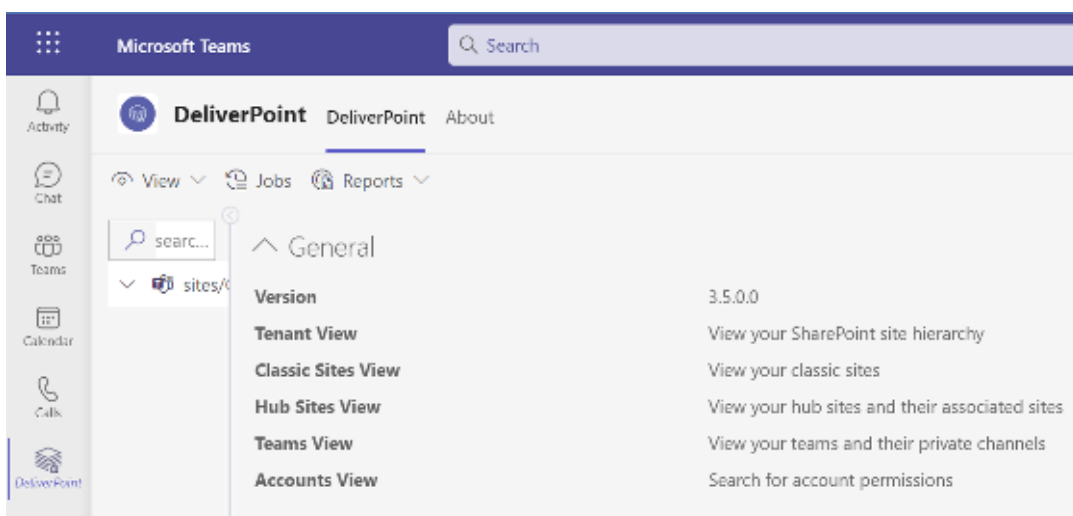 Microsoft Teams
Search
Activity
Chat
Teams
Calendar
Calls
DeliverPoint
DeliverPoint DeliverPoint About
View Jobs Reports
searc...
sites/
General
Version 3.5.0.0
Tenant View View your SharePoint site hierarchy
Classic Sites View View your classic sites
Hub Sites View View your hub sites and their associated sites
Teams View View your teams and their private channels
Accounts View Search for account permissions